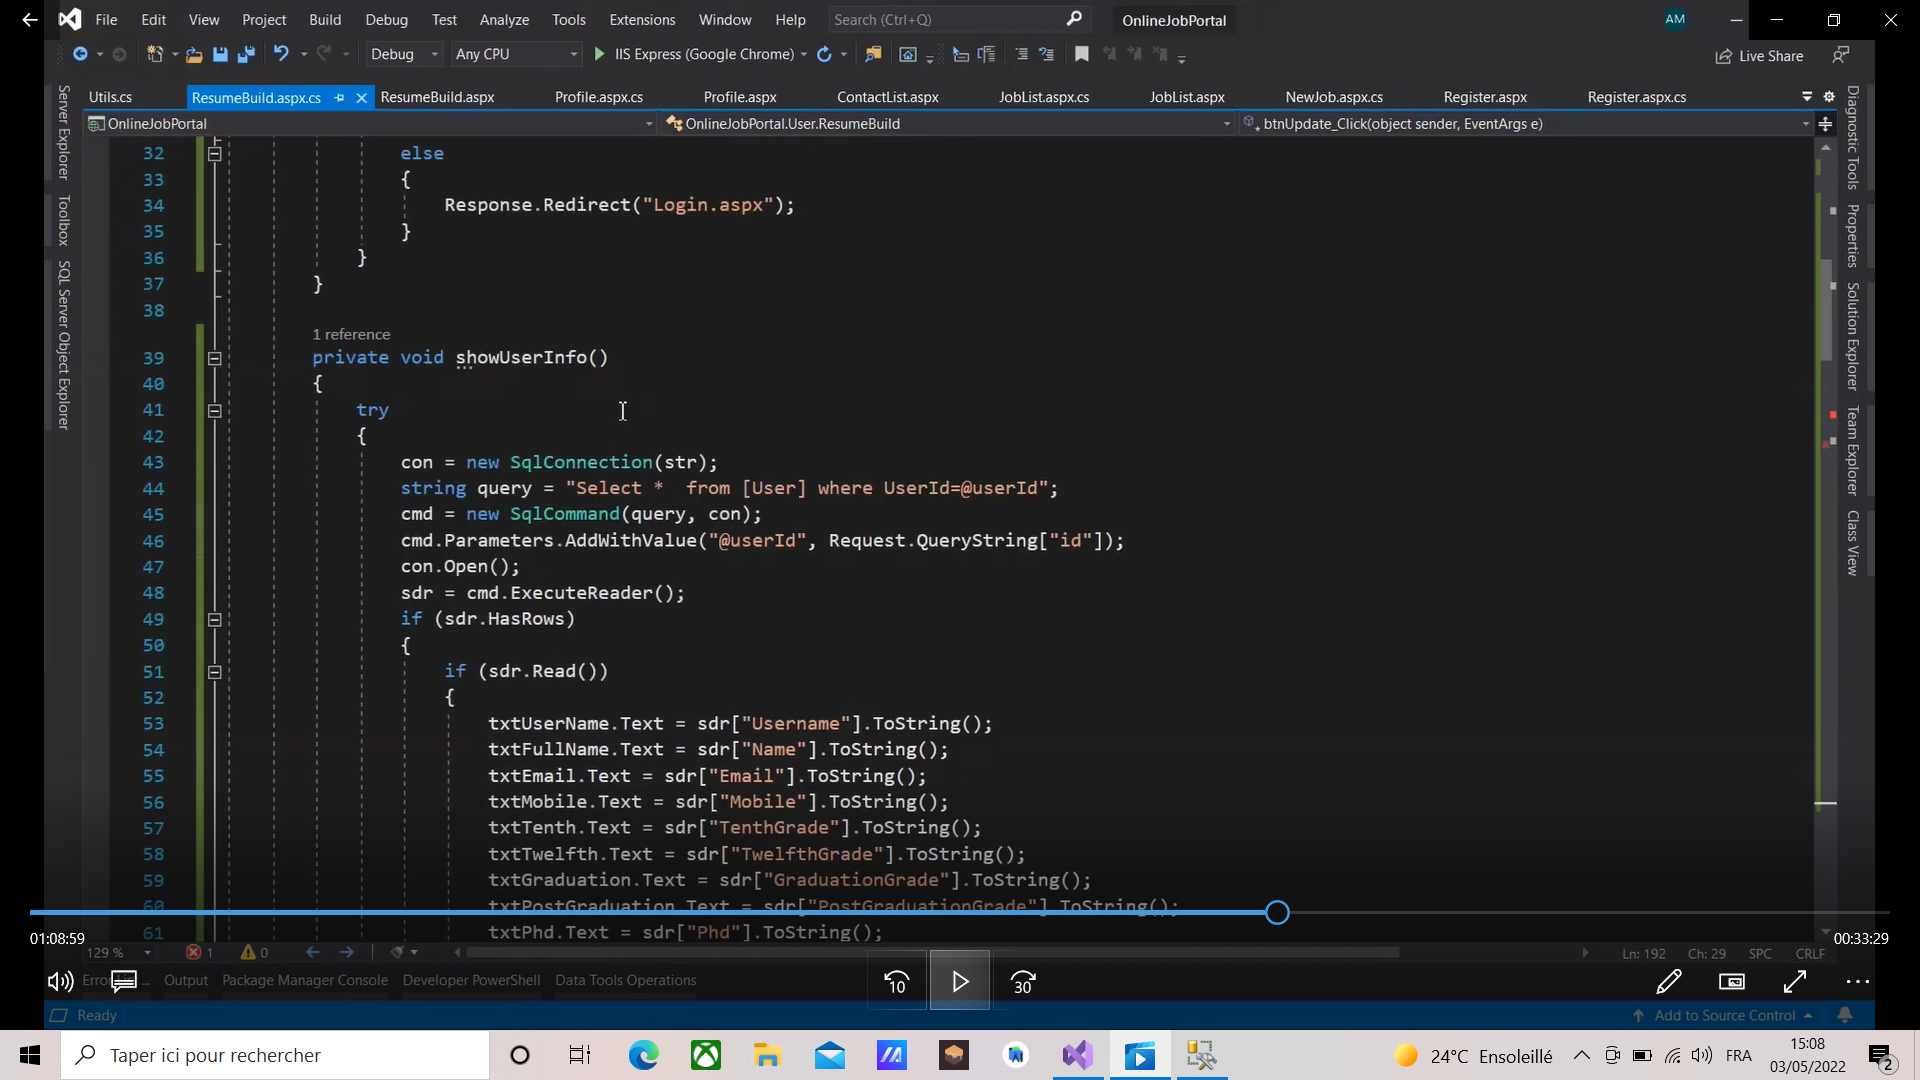 File Edit View Project Build Debug Test Analyze Tools Extensions Window Help Search (Ctrl+Q) OnlineJobPortal AM
Debug Any CPU IIS Express (Google Chrome) Live Share
Utils.cs ResumeBuild.aspx.cs ResumeBuild.aspx Profile.aspx.cs Profile.aspx ContactList.aspx JobList.aspx.cs JobList.aspx NewJob.aspx.cs Register.aspx Register.aspx.cs
OnlineJobPortal OnlineJobPortal.User.ResumeBuild btnUpdate_Click(object sender, EventArgs e)
Server Explorer
Toolbox
SQL Server Object Explorer
32 else
33 {
34 Response.Redirect("Login.aspx");
35 }
36 }
37 }
38
1 reference
39 private void showUserInfo()
40 {
41 try
42 {
43 con = new SqlConnection(str);
44 string query = "Select *  from [User] where UserId=@userId";
45 cmd = new SqlCommand(query, con);
46 cmd.Parameters.AddWithValue("@userId", Request.QueryString["id"]);
47 con.Open();
48 sdr = cmd.ExecuteReader();
49 if (sdr.HasRows)
50 {
51 if (sdr.Read())
52 {
53 txtUserName.Text = sdr["Username"].ToString();
54 txtFullName.Text = sdr["Name"].ToString();
55 txtEmail.Text = sdr["Email"].ToString();
56 txtMobile.Text = sdr["Mobile"].ToString();
57 txtTenth.Text = sdr["TenthGrade"].ToString();
58 txtTwelfth.Text = sdr["TwelfthGrade"].ToString();
59 txtGraduation.Text = sdr["GraduationGrade"].ToString();
60 txtPostGraduation.Text = sdr["PostGraduationGrade"].ToString();
61 txtPhd.Text = sdr["Phd"].ToString();
Diagnostic Tools
Properties
Solution Explorer
Team Explorer
Class View
01:08:59 00:33:29
129 % 1 0 Ln: 192 Ch: 29 SPC CRLF
Output Package Manager Console Developer PowerShell Data Tools Operations
10 30
Ready Add to Source Control
Taper ici pour rechercher 24°C Ensoleillé FRA 15:08
03/05/2022 2